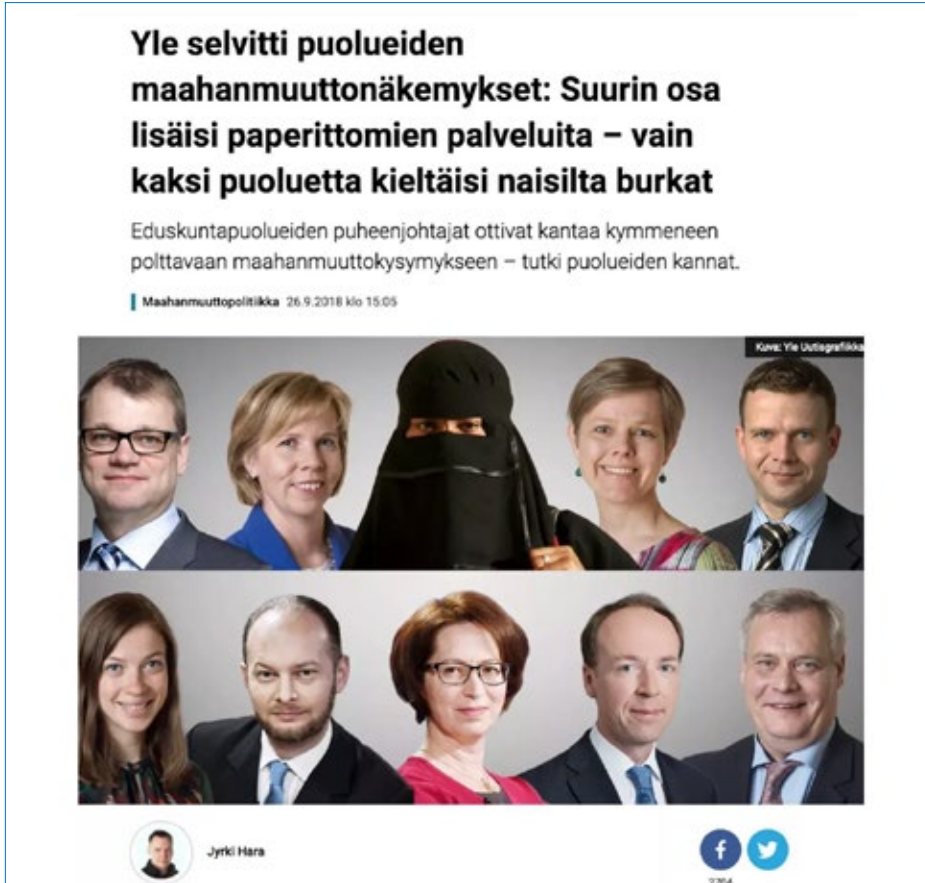 Yle selvitti puolueiden
maahanmuuttonäkemykset: Suurin osa
lisäisi paperittomien palveluita – vain
kaksi puoluetta kieltäisi naisilta burkat
Eduskuntapuolueiden puheenjohtajat ottivat kantaa kymmeneen
polttavaan maahanmuuttokysymykseen – tutki puolueiden kannat.
Maahanmuuttopolitiikka 26.9.2018 klo 15:05
Kuva: Yle Uutisgrafiikka
Jyrki Hara